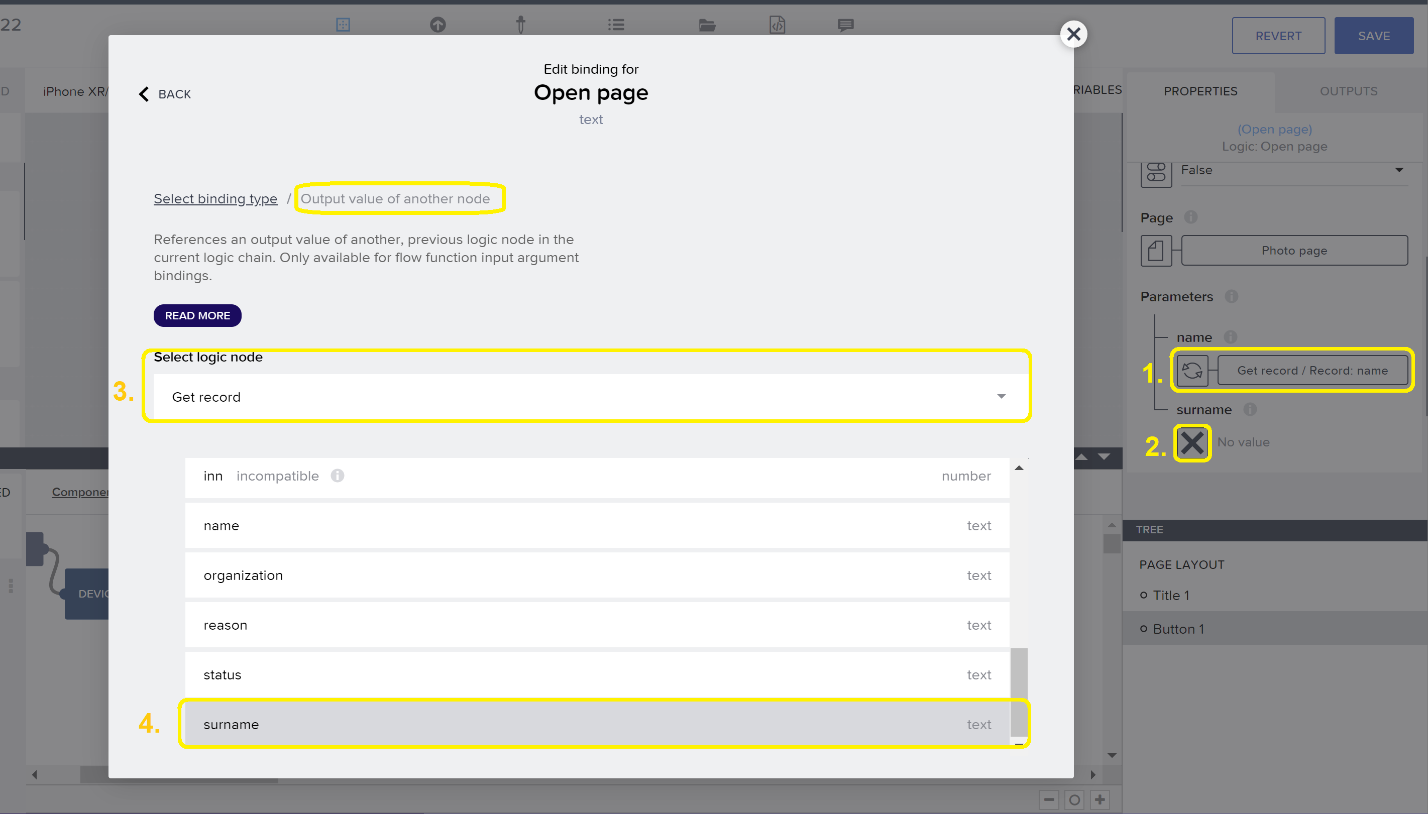 22
REVERT
SAVE
D
iPhone XR/
RIABLES
PROPERTIES
OUTPUTS
(Open page)
Logic: Open page
False
Page
Photo page
Parameters
name
1.
Get record / Record: name
surname
2.
No value
TREE
PAGE LAYOUT
Title 1
Button 1
BACK
Edit binding for
Open page
text
Select binding type / Output value of another node
References an output value of another, previous logic node in the
current logic chain. Only available for flow function input argument
bindings.
READ MORE
Select logic node
3.
Get record
inn incompatible number
name text
organization text
reason text
status text
4.
surname text
ED
Componen
DEVIC